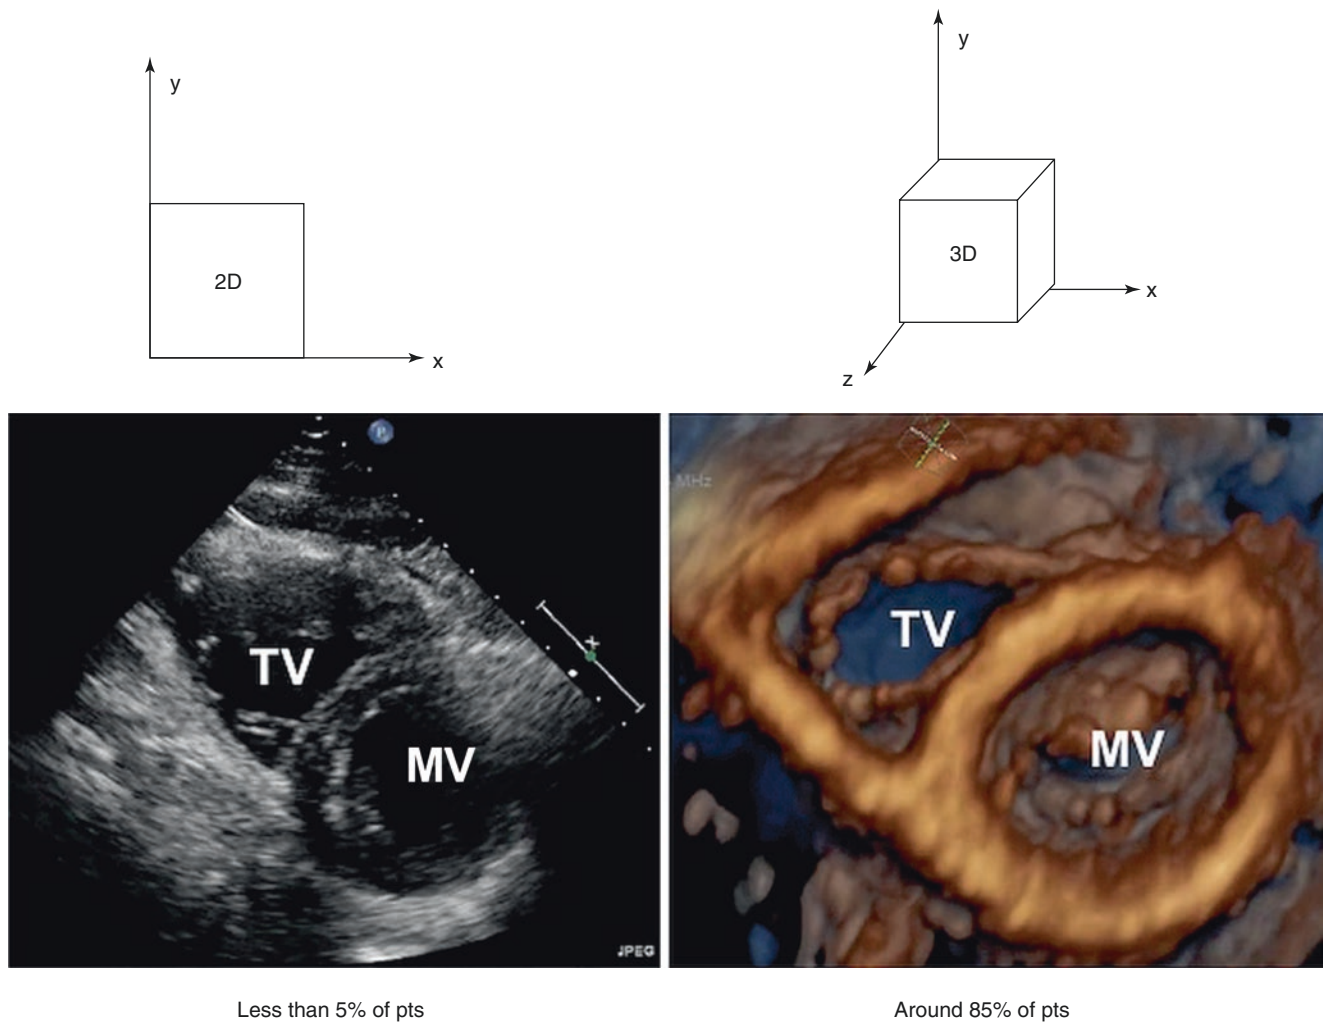 y
2D
x
y
3D
x
z
P
x
TV
MV
JPEG
MHz
TV
MV
Less than 5% of pts
Around 85% of pts